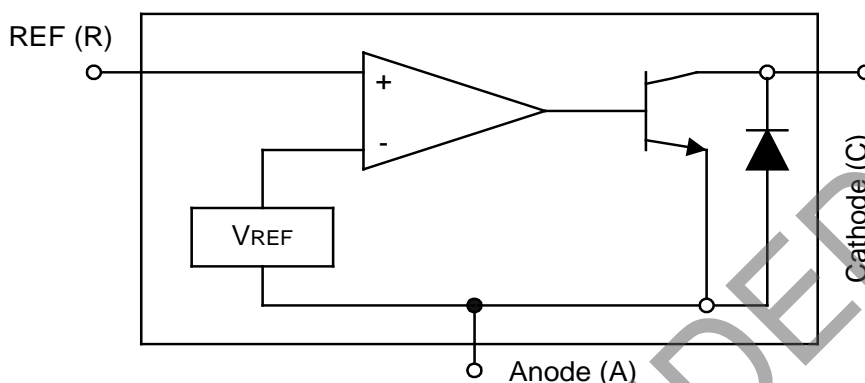 REF (R)
+
-
VREF
Cathode (C)
Anode (A)